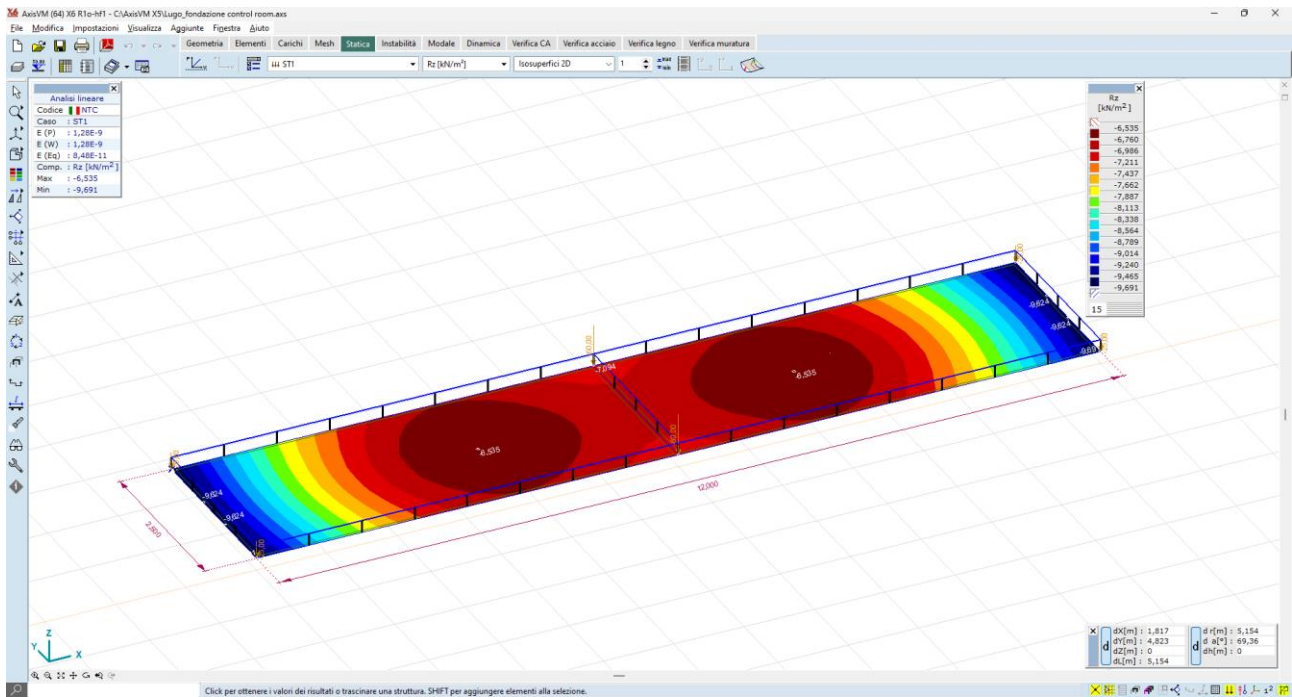 AxisVM (64) X6 R1o-hf1 - C:\AxisVM X5\Lugo_fondazione control room.axs
File Modifica Impostazioni Visualizza Aggiunte Finestra Aiuto
Geometria Elementi Carichi Mesh Statica Instabilità Modale Dinamica Verifica CA Verifica acciaio Verifica legno Verifica muratura
ST1 Rz [kN/m²] Isosuperfici 2D 1
Analisi lineare
Codice NTC
Caso : ST1
E (P) : 1,28E-9
E (W) : 1,28E-9
E (Eq) : 8,48E-11
Comp. : Rz [kN/m²]
Max : -6,535
Min : -9,691
Rz
[kN/m²]
-6,535
-6,760
-6,986
-7,211
-7,437
-7,662
-7,887
-8,113
-8,338
-8,564
-8,789
-9,014
-9,240
-9,465
-9,691
15
-9,624
-9,624
-7,094
-6,535
-6,535
-9,624
-9,624
12,000
2,500
Z
Y
X
dX[m] : 1,817
dY[m] : 4,823
dZ[m] : 0
dL[m] : 5,154
d
d r[m] : 5,154
d a[°] : 69,36
dh[m] : 0
d
Click per ottenere i valori dei risultati o trascinare una struttura. SHIFT per aggiungere elementi alla selezione.